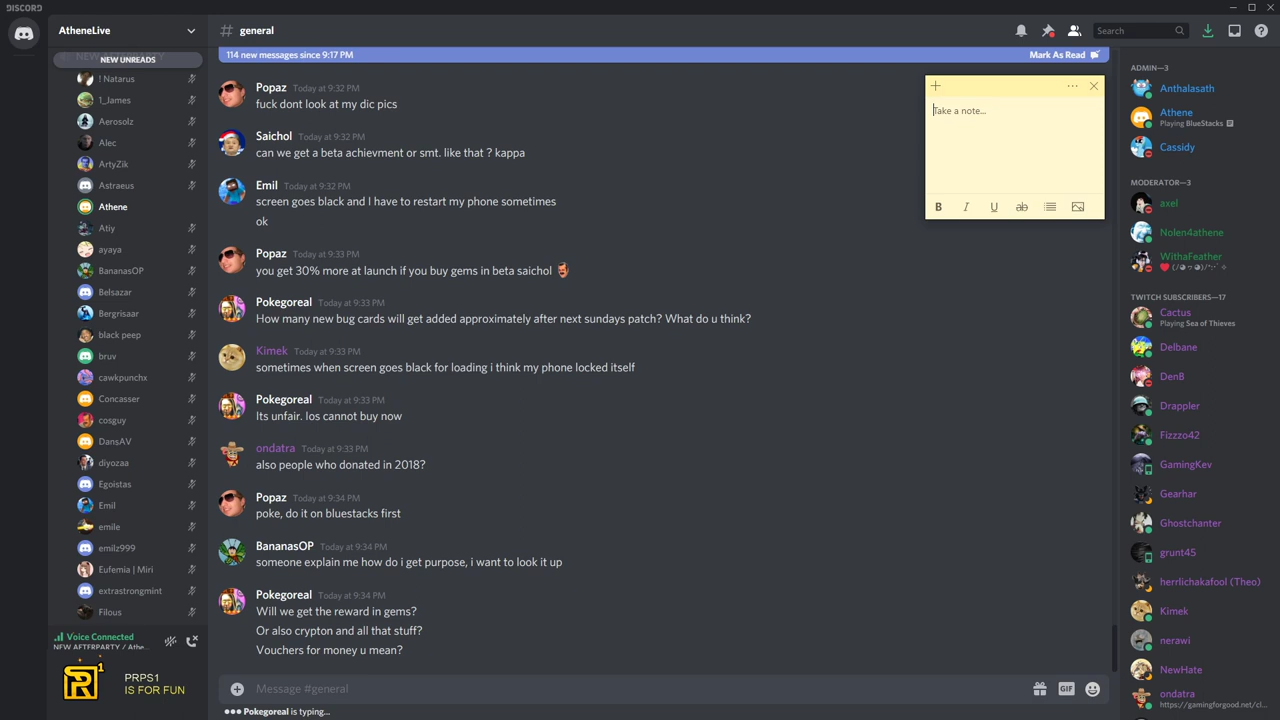 DISCORD
AtheneLive
NEW UNREADS
! Natarus
1_James
Aerosolz
Alec
ArtyZik
Astraeus
Athene
Atiy
ayaya
BananasOP
Belsazar
Bergrisaar
black peep
bruv
cawkpunchx
Concasser
cosguy
DansAV
diyozaa
Egoistas
Emil
emile
emilz999
Eufemia | Miri
extrastrongmint
Filous
Voice Connected
NEW AFTERPARTY / Athe...
PRPS1
IS FOR FUN
# general
Search
114 new messages since 9:17 PM
Mark As Read
Popaz Today at 9:32 PM
fuck dont look at my dic pics
Saichol Today at 9:32 PM
can we get a beta achievment or smt. like that ? kappa
Emil Today at 9:32 PM
screen goes black and I have to restart my phone sometimes
ok
Popaz Today at 9:33 PM
you get 30% more at launch if you buy gems in beta saichol
Pokegoreal Today at 9:33 PM
How many new bug cards will get added approximately after next sundays patch? What do u think?
Kimek Today at 9:33 PM
sometimes when screen goes black for loading i think my phone locked itself
Pokegoreal Today at 9:33 PM
Its unfair. Ios cannot buy now
ondatra Today at 9:33 PM
also people who donated in 2018?
Popaz Today at 9:34 PM
poke, do it on bluestacks first
BananasOP Today at 9:34 PM
someone explain me how do i get purpose, i want to look it up
Pokegoreal Today at 9:34 PM
Will we get the reward in gems?
Or also crypton and all that stuff?
Vouchers for money u mean?
Message #general
GIF
Pokegoreal is typing...
Take a note...
B I U ab
ADMIN—3
Anthalasath
Athene
Playing BlueStacks
Cassidy
MODERATOR—3
axel
Nolen4athene
WithaFeather
TWITCH SUBSCRIBERS—17
Cactus
Playing Sea of Thieves
Delbane
DenB
Drappler
Fizzzo42
GamingKev
Gearhar
Ghostchanter
grunt45
herrlichakafool (Theo)
Kimek
nerawi
NewHate
ondatra
https://gamingforgood.net/cl...